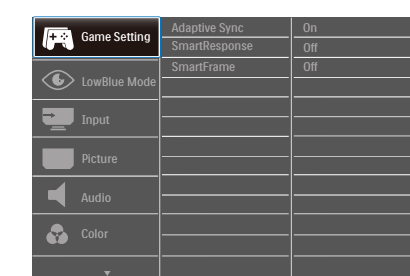 Game Setting
Adaptive Sync On
SmartResponse Off
SmartFrame Off
LowBlue Mode
Input
Picture
Audio
Color